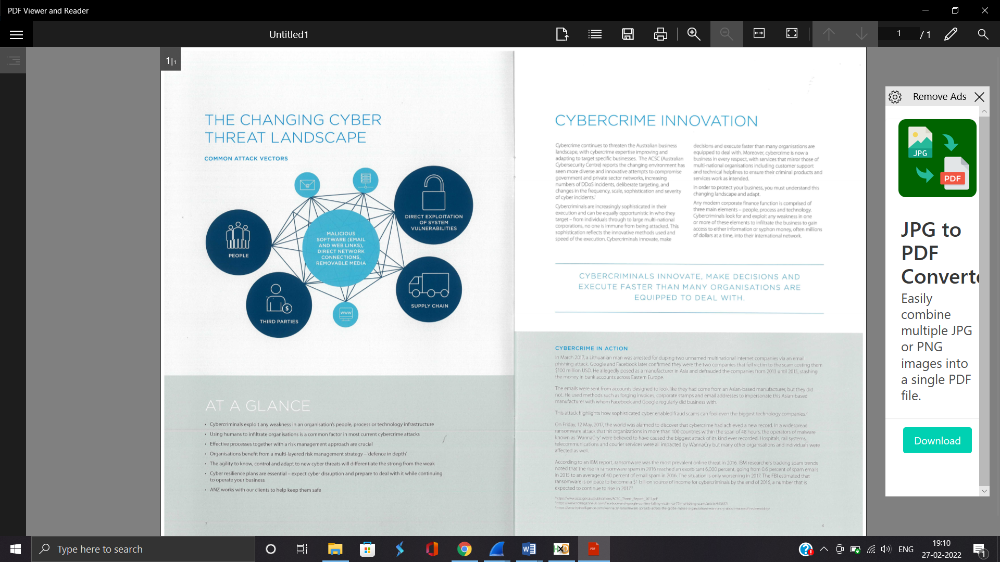 PDF Viewer and Reader
Untitled1
1
/ 1
1|1
THE CHANGING CYBER
THREAT LANDSCAPE
COMMON ATTACK VECTORS
@
DIRECT EXPLOITATION
OF SYSTEM
VULNERABILITIES
MALICIOUS
SOFTWARE (EMAIL
AND WEB LINKS),
DIRECT NETWORK
CONNECTIONS,
REMOVABLE MEDIA
PEOPLE
$
THIRD PARTIES
WWW
SUPPLY CHAIN
AT A GLANCE
• Cybercriminals exploit any weakness in an organisation's people, process or technology infrastructure
• Using humans to infiltrate organisations is a common factor in most current cybercrime attacks
• Effective processes together with a risk management approach are crucial
• Organisations benefit from a multi-layered risk management strategy – 'defence in depth'
• The agility to know, control and adapt to new cyber threats will differentiate the strong from the weak
• Cyber resilience plans are essential – expect cyber disruption and prepare to deal with it while continuing
to operate your business
• ANZ works with our clients to help keep them safe
3
CYBERCRIME INNOVATION
Cybercrime continues to threaten the Australian business
landscape, with cybercrime expertise improving and
adapting to target specific businesses. The ACSC (Australian
Cybersecurity Centre) reports the changing environment has
seen more diverse and innovative attempts to compromise
government and private sector networks, increasing
numbers of DDoS incidents, deliberate targeting, and
changes in the frequency, scale, sophistication and severity
of cyber incidents.¹
Cybercriminals are increasingly sophisticated in their
execution and can be equally opportunistic in who they
target – from individuals through to large multi-national
corporations, no one is immune from being attacked. This
sophistication reflects the innovative methods used and
speed of the execution. Cybercriminals innovate, make
decisions and execute faster than many organisations are
equipped to deal with. Moreover, cybercrime is now a
business in every respect, with services that mirror those of
multi-national organisations including customer support
and technical helplines to ensure their criminal products and
services work as intended.
In order to protect your business, you must understand this
changing landscape and adapt.
Any modern corporate finance function is comprised of
three main elements – people, process and technology.
Cybercriminals look for and exploit any weakness in one
or more of these elements to infiltrate the business to gain
access to either information or syphon money, often millions
of dollars at a time, into their international network.
CYBERCRIMINALS INNOVATE, MAKE DECISIONS AND
EXECUTE FASTER THAN MANY ORGANISATIONS ARE
EQUIPPED TO DEAL WITH.
CYBERCRIME IN ACTION
In March 2017, a Lithuanian man was arrested for duping two unnamed multinational internet companies via an email
phishing attack. Google and Facebook later confirmed they were the two companies that fell victim to the scam costing them
$100 million USD. He allegedly posed as a manufacturer in Asia and defrauded the companies from 2013 until 2015, stashing
the money in bank accounts across Eastern Europe.
The emails were sent from accounts designed to look like they had come from an Asian-based manufacturer, but they did
not. He used methods such as forging invoices, corporate stamps and email addresses to impersonate this Asian-based
manufacturer with whom Facebook and Google regularly did business with.
This attack highlights how sophisticated cyber enabled fraud scams can fool even the biggest technology companies.²
On Friday, 12 May, 2017, the world was alarmed to discover that cybercrime had achieved a new record. In a widespread
ransomware attack that hit organizations in more than 100 countries within the span of 48 hours, the operators of malware
known as 'WannaCry' were believed to have caused the biggest attack of its kind ever recorded. Hospitals, rail systems,
telecommunications and courier services were all impacted by WannaCry but many other organisations and individuals were
affected as well.
According to an IBM report, ransomware was the most prevalent online threat in 2016. IBM researchers tracking spam trends
noted that the rise in ransomware spam in 2016 reached an exorbitant 6,000 percent, going from 0.6 percent of spam emails
in 2015 to an average of 40 percent of email spam in 2016. The situation is only worsening in 2017. The FBI estimated that
ransomware is on pace to become a $1 billion source of income for cybercriminals by the end of 2016, a number that is
expected to continue to rise in 2017.³
¹https://www.acsc.gov.au/publications/ACSC_Threat_Report_2017.pdf
²https://www.scmagazineuk.com/facebook-and-google-confirm-falling-victim-to-77m-phishing-scam/article/653837/
4
Remove Ads
JPG
PDF
JPG to
PDF
Converte
Easily
combine
multiple JPG
or PNG
images into
a single PDF
file.
Download
Type here to search
ENG
19:10
27-02-2022
1